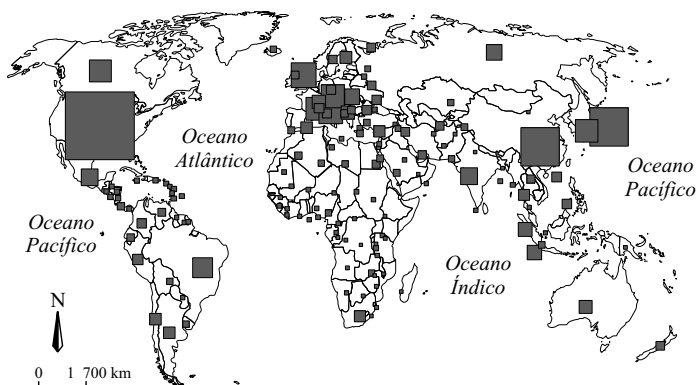 Oceano
Atlântico
Oceano
Pacífico
Oceano
Pacífico
Oceano
Índico
N
0 1 700 km